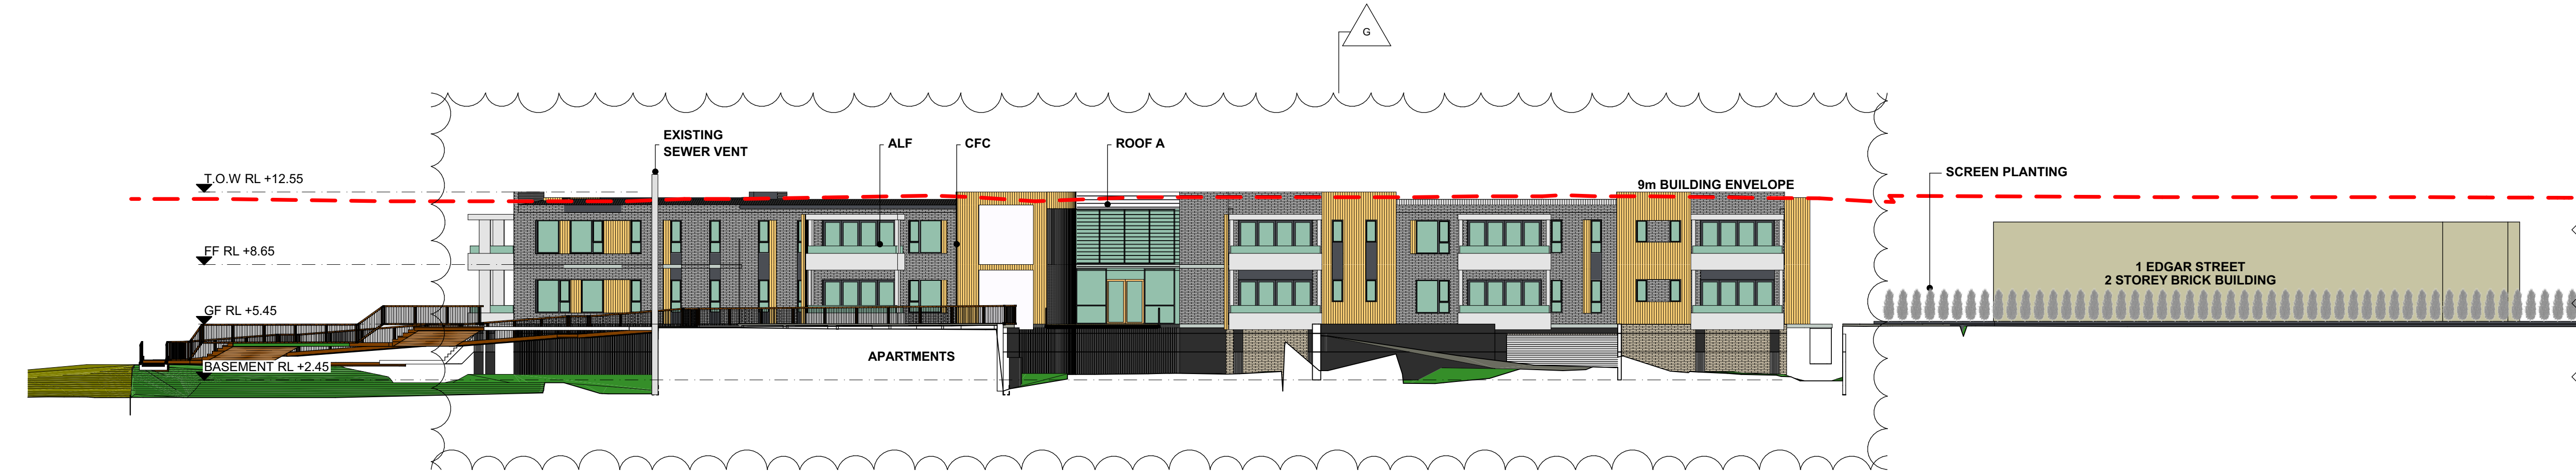 G
EXISTING
SEWER VENT
ALF
CFC
ROOF A
SCREEN PLANTING
T.O.W RL +12.55
9m BUILDING ENVELOPE
FF RL +8.65
1 EDGAR STREET
2 STOREY BRICK BUILDING
GF RL +5.45
APARTMENTS
BASEMENT RL +2.45